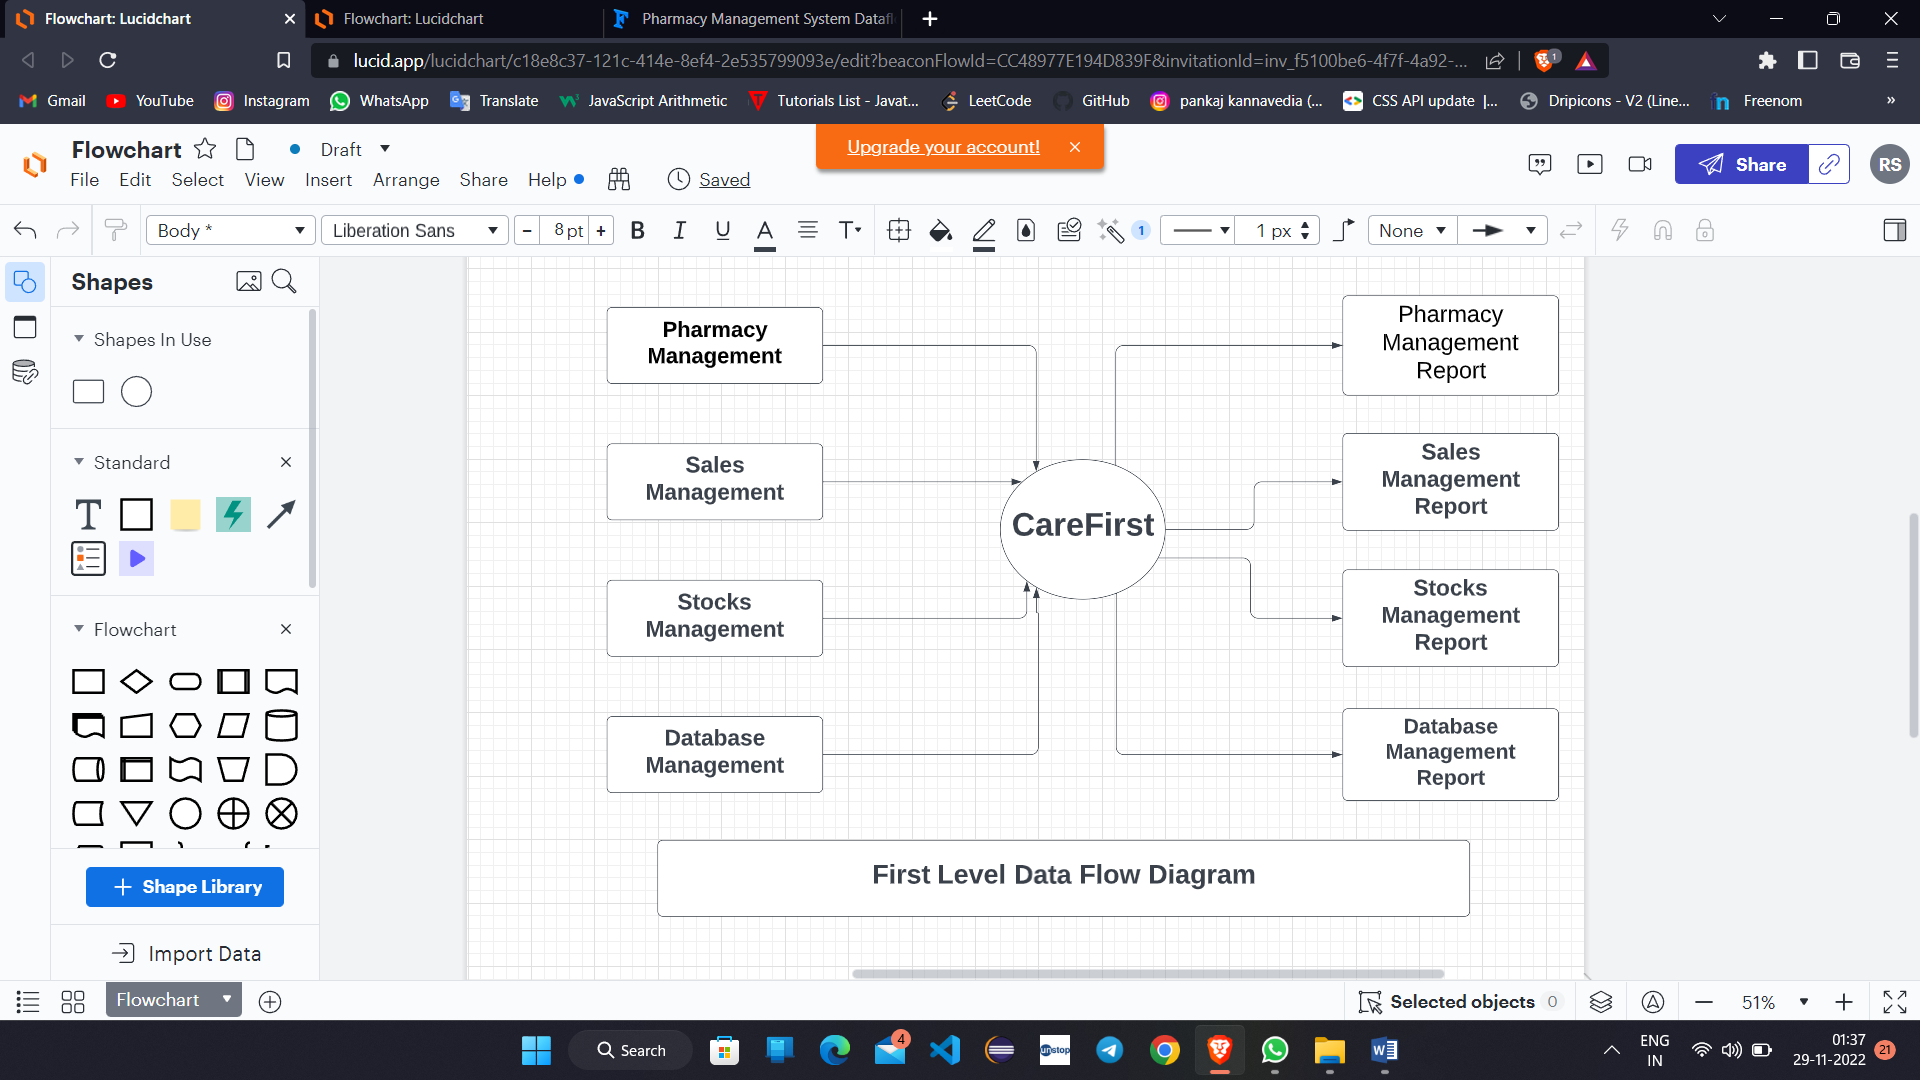 Flowchart: Lucidchart
Flowchart: Lucidchart
Pharmacy Management System Datafl
lucid.app/lucidchart/c18e8c37-121c-414e-8ef4-2e535799093e/edit?beaconFlowId=CC48977E194D839F&invitationId=inv_f5100be6-4f7f-4a92-...
1
Gmail YouTube Instagram WhatsApp Translate JavaScript Arithmetic Tutorials List - Javat... LeetCode GitHub pankaj kannavedia (... CSS API update |... Dripicons - V2 (Line... Freenom »
Flowchart Draft
Upgrade your account!
File Edit Select View Insert Arrange Share Help Saved
Share
RS
Body * Liberation Sans - 8 pt + B I U A T 1 1 px None
Shapes
Shapes In Use
Standard
T
Flowchart
Shape Library
Import Data
Pharmacy
Management
Sales
Management
Stocks
Management
Database
Management
CareFirst
Pharmacy
Management
Report
Sales
Management
Report
Stocks
Management
Report
Database
Management
Report
First Level Data Flow Diagram
Flowchart
Selected objects 0
51%
Search
4
unstop
ENG
IN
01:37
29-11-2022
21